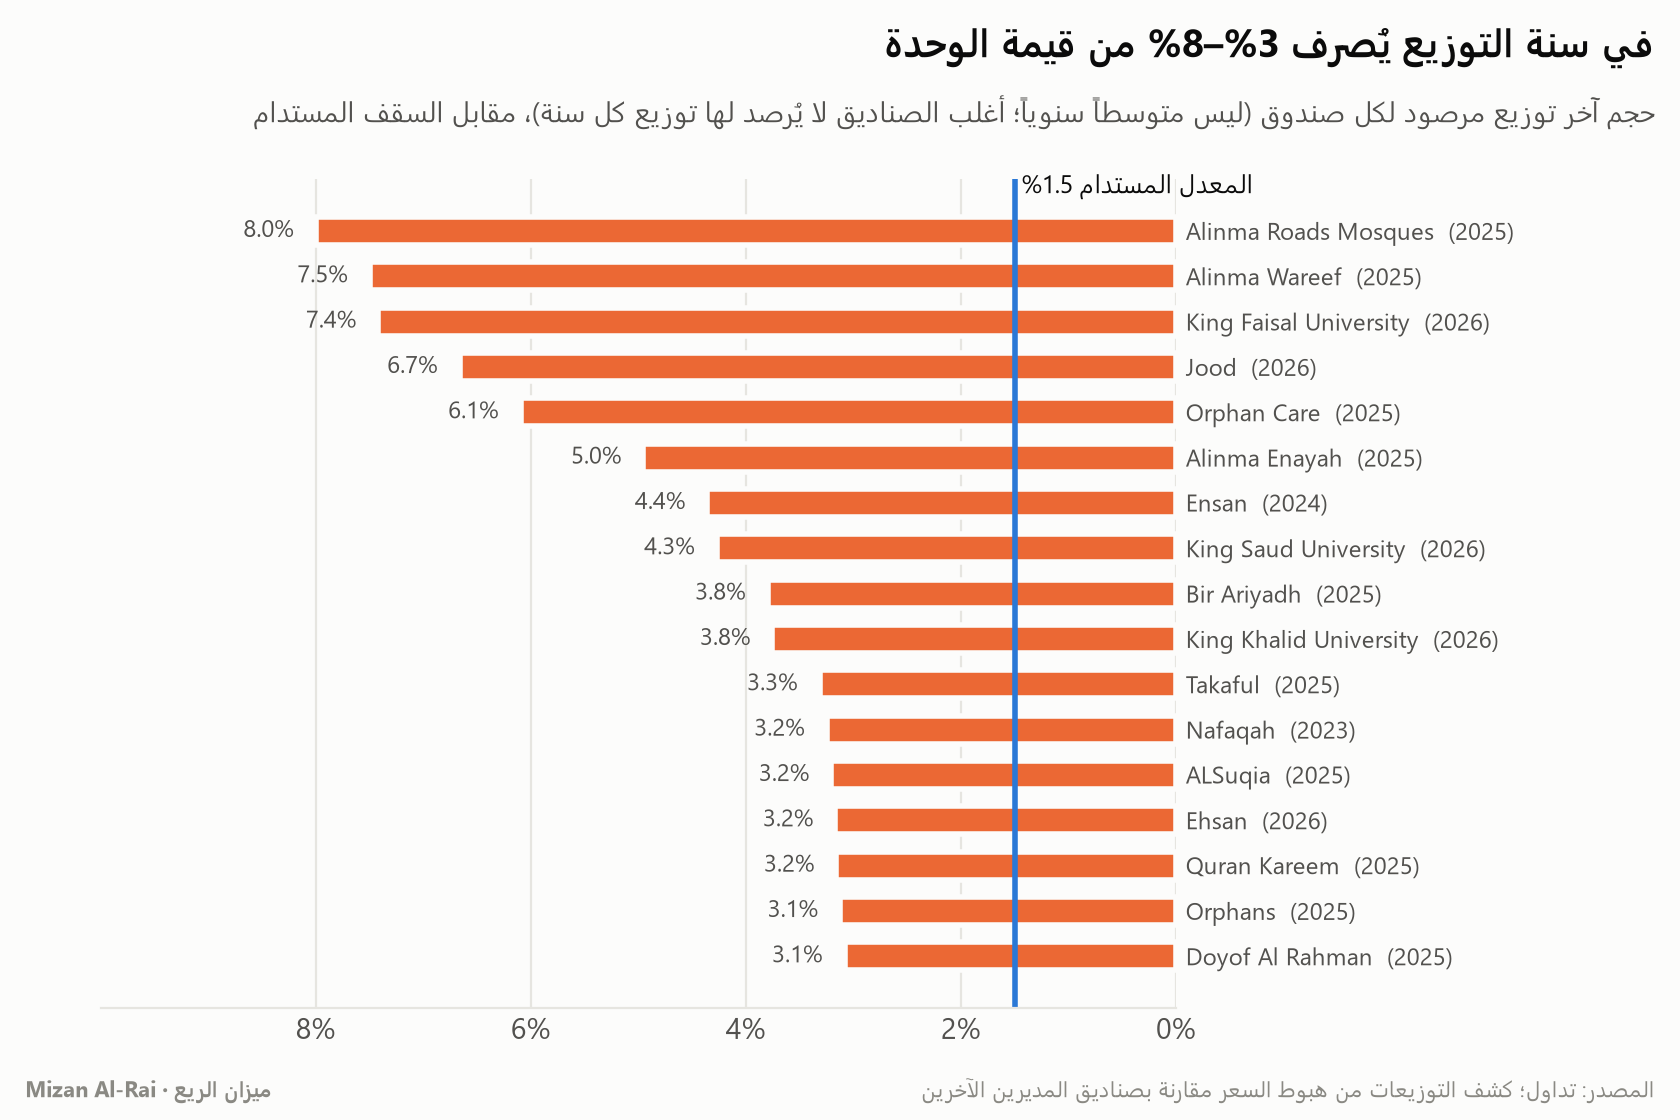 في سنة التوزيع يُصرف 3%–8% من قيمة الوحدة
حجم آخر توزيع مرصود لكل صندوق (ليس متوسطاً سنوياً؛ أغلب الصناديق لا يُرصد لها توزيع كل سنة)، مقابل السقف المستدام
المعدل المستدام 1.5%
Alinma Roads Mosques (2025) 8.0%
Alinma Wareef (2025) 7.5%
King Faisal University (2026) 7.4%
Jood (2026) 6.7%
Orphan Care (2025) 6.1%
Alinma Enayah (2025) 5.0%
Ensan (2024) 4.4%
King Saud University (2026) 4.3%
Bir Ariyadh (2025) 3.8%
King Khalid University (2026) 3.8%
Takaful (2025) 3.3%
Nafaqah (2023) 3.2%
ALSuqia (2025) 3.2%
Ehsan (2026) 3.2%
Quran Kareem (2025) 3.2%
Orphans (2025) 3.1%
Doyof Al Rahman (2025) 3.1%
8% 6% 4% 2% 0%
المصدر: تداول؛ كشف التوزيعات من هبوط السعر مقارنة بصناديق المديرين الآخرين
Mizan Al-Rai · ميزان الريع